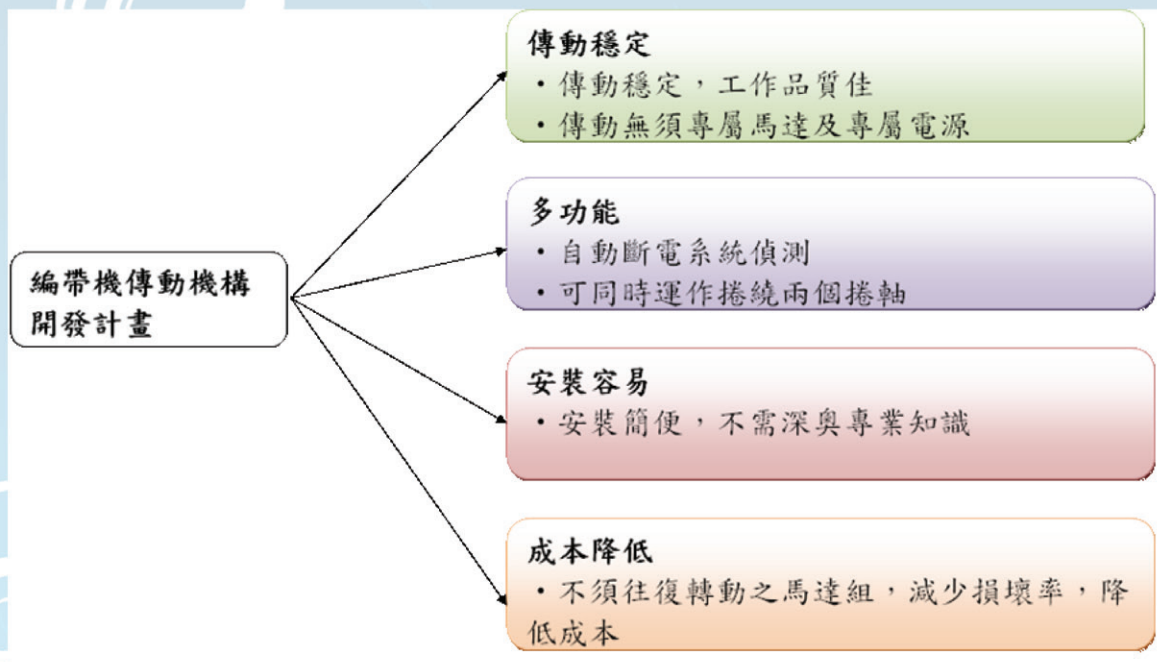 傳動穩定
・傳動穩定，工作品質佳
・傳動無須專屬馬達及專屬電源
多功能
・自動斷電系統偵測
・可同時運作捲繞兩個捲軸
編帶機傳動機構
開發計畫
安裝容易
・安裝簡便，不需深奧專業知識
成本降低
・不須往復轉動之馬達組，減少損壞率，降
低成本